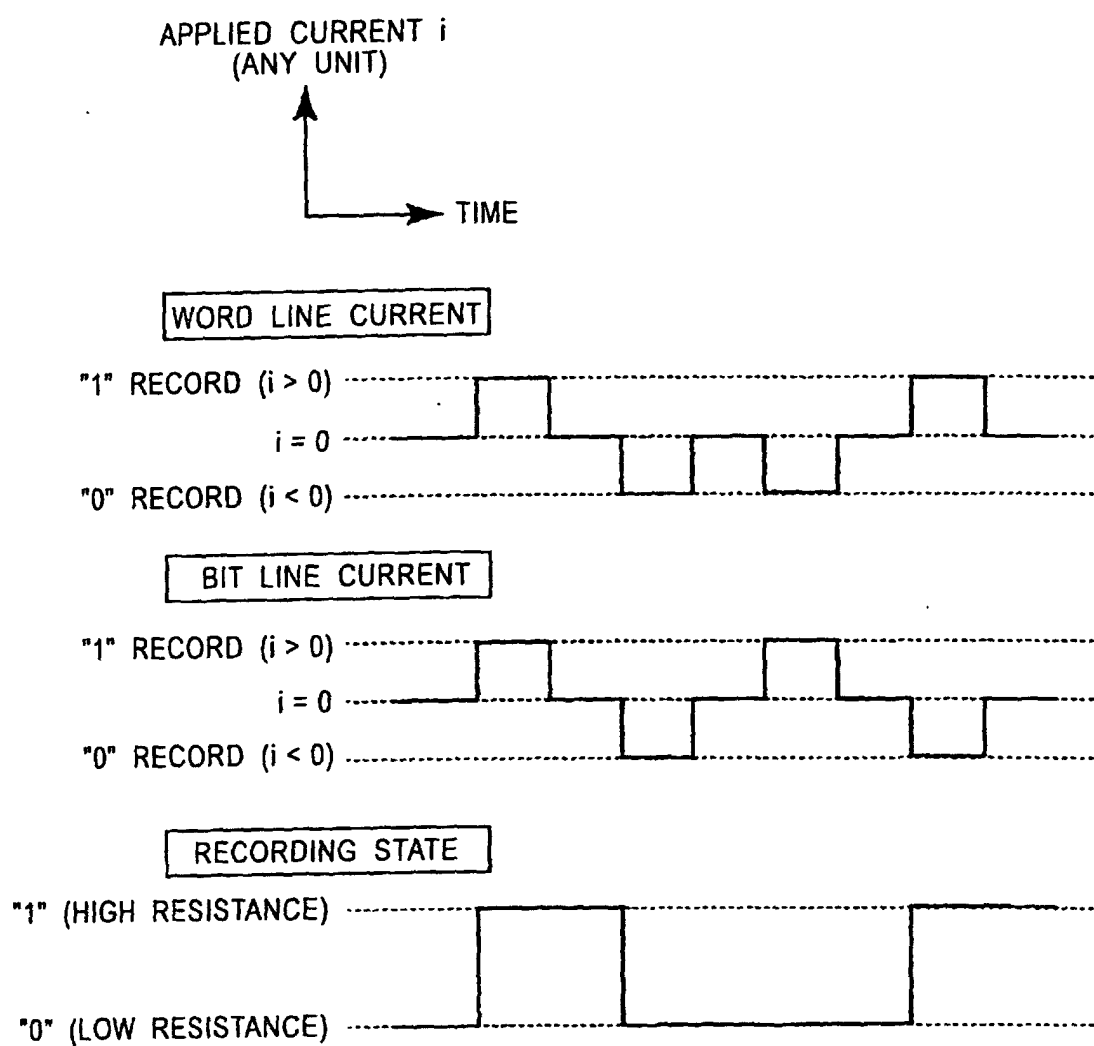 APPLIED CURRENT i
(ANY UNIT)
TIME
WORD LINE CURRENT
"1" RECORD (i > 0)
i = 0
"0" RECORD (i < 0)
BIT LINE CURRENT
"1" RECORD (i > 0)
i = 0
"0" RECORD (i < 0)
RECORDING STATE
"1" (HIGH RESISTANCE)
"0" (LOW RESISTANCE)